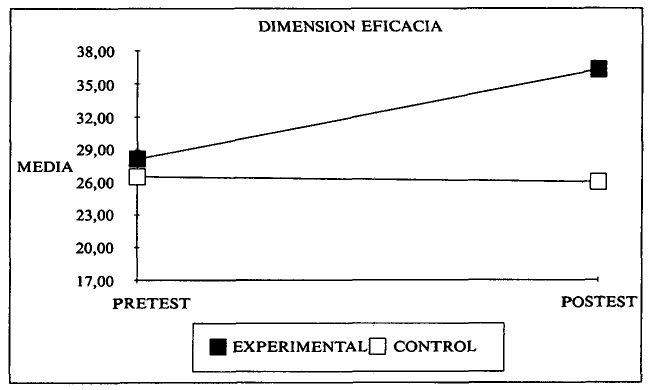 DIMENSION EFICACIA
38,00
35,00
32,00
29,00
MEDIA
26,00
23,00
20,00
17,00
PRETEST
POSTEST
EXPERIMENTAL CONTROL